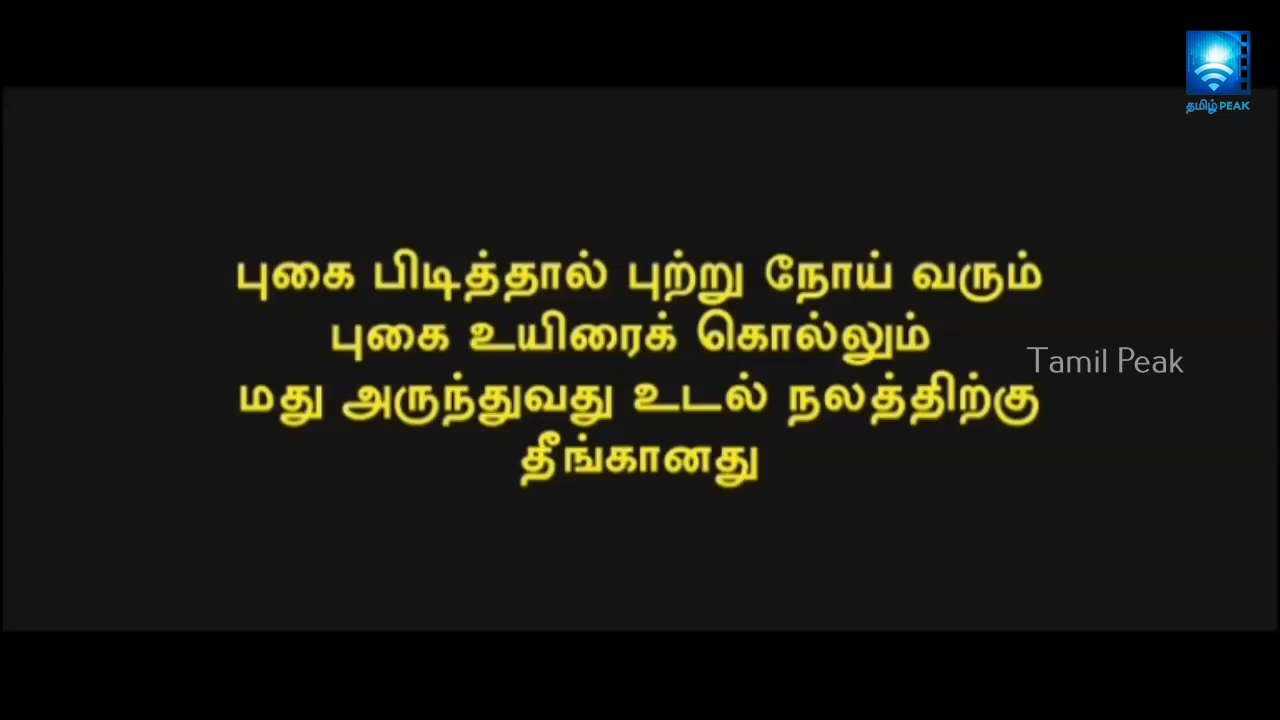 தமிழ் PEAK
புகை பிடித்தால் புற்று நோய் வரும்
புகை உயிரைக் கொல்லும்
Tamil Peak
மது அருந்துவது உடல் நலத்திற்கு
தீங்கானது